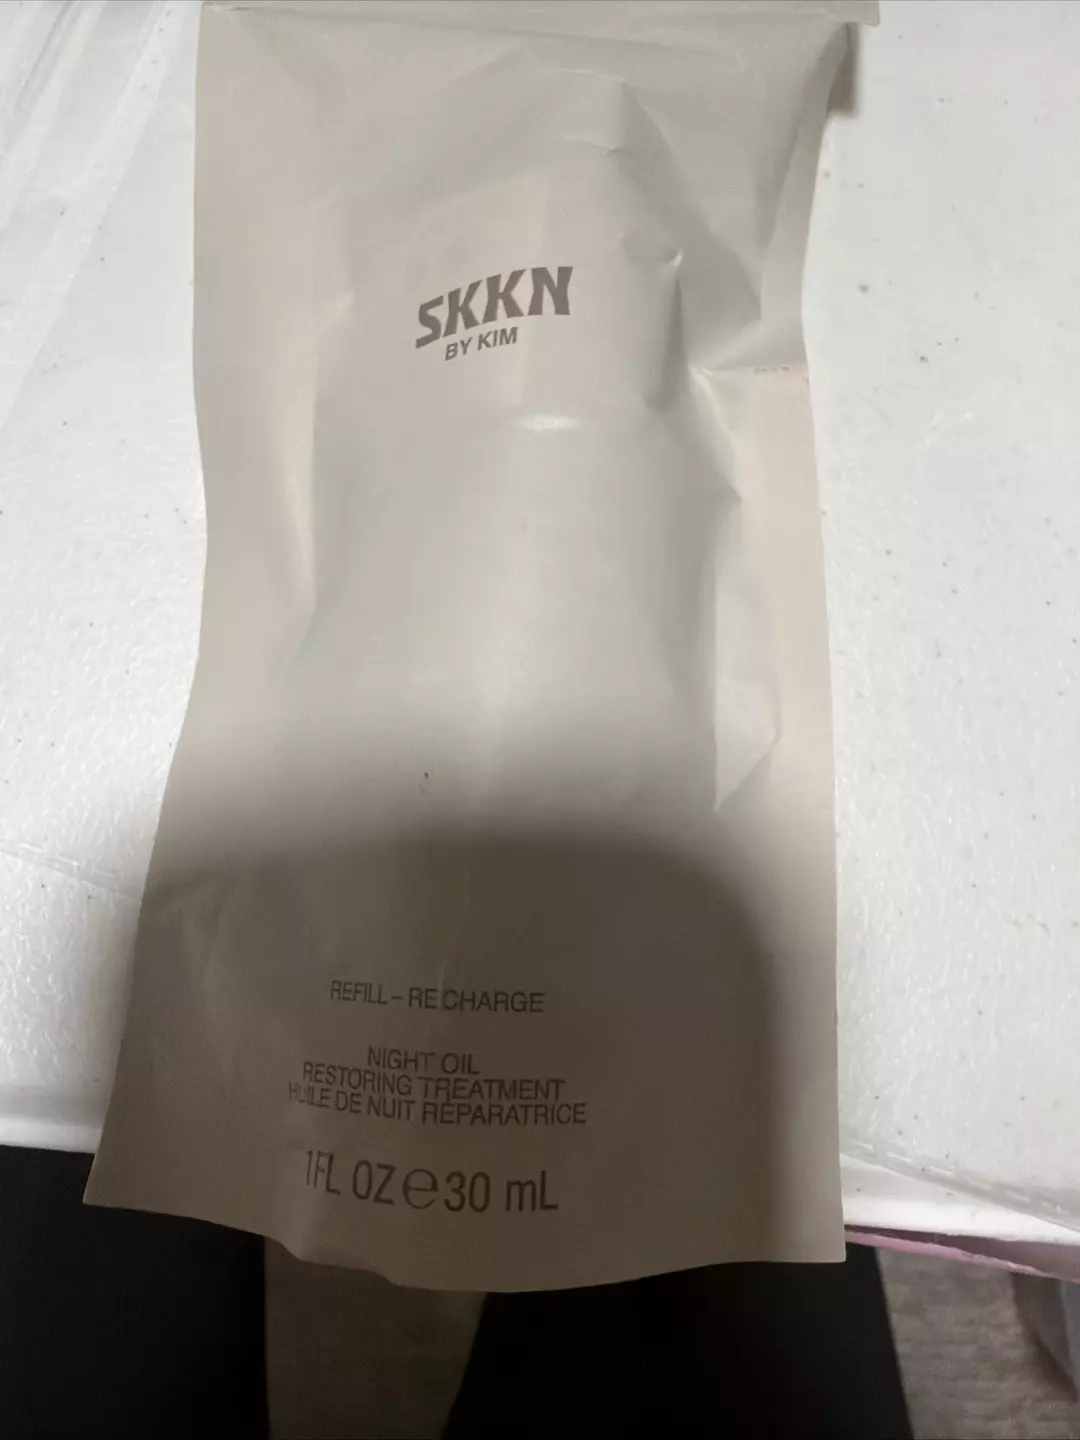 SKKN
BY KIM
REFILL – RECHARGE
NIGHT OIL
RESTORING TREATMENT
HUILE DE NUIT RÉPARATRICE
1FL OZ ℮ 30 mL